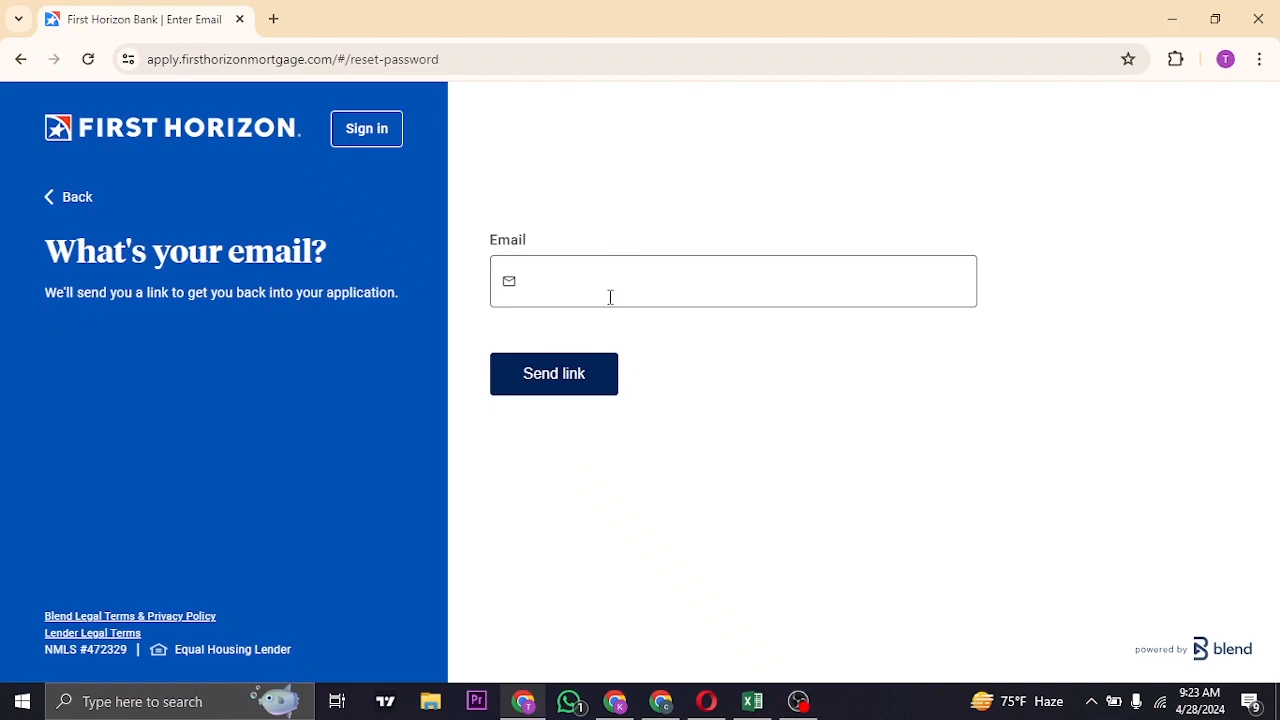 First Horizon Bank | Enter Email
apply.firsthorizonmortgage.com/#/reset-password
T
FIRST HORIZON.
Sign in
Back
What's your email?
We'll send you a link to get you back into your application.
Email
Send link
Blend Legal Terms & Privacy Policy
Lender Legal Terms
NMLS #472329 | Equal Housing Lender
powered by blend
Type here to search
Pr
T
1
K
c
75°F Haze
9:23 AM
4/28/2024
9